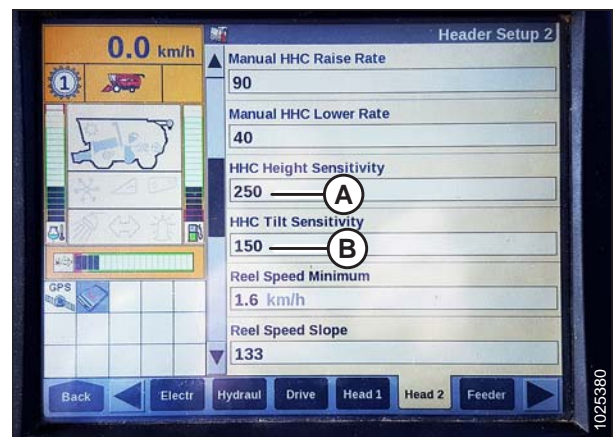 Header Setup 2
0.0 km/h
1
Manual HHC Raise Rate
90
Manual HHC Lower Rate
40
HHC Height Sensitivity
250
A
HHC Tilt Sensitivity
150
B
Reel Speed Minimum
1.6 km/h
Reel Speed Slope
133
GPS
Back
Electr
Hydraul
Drive
Head 1
Head 2
Feeder
1025380